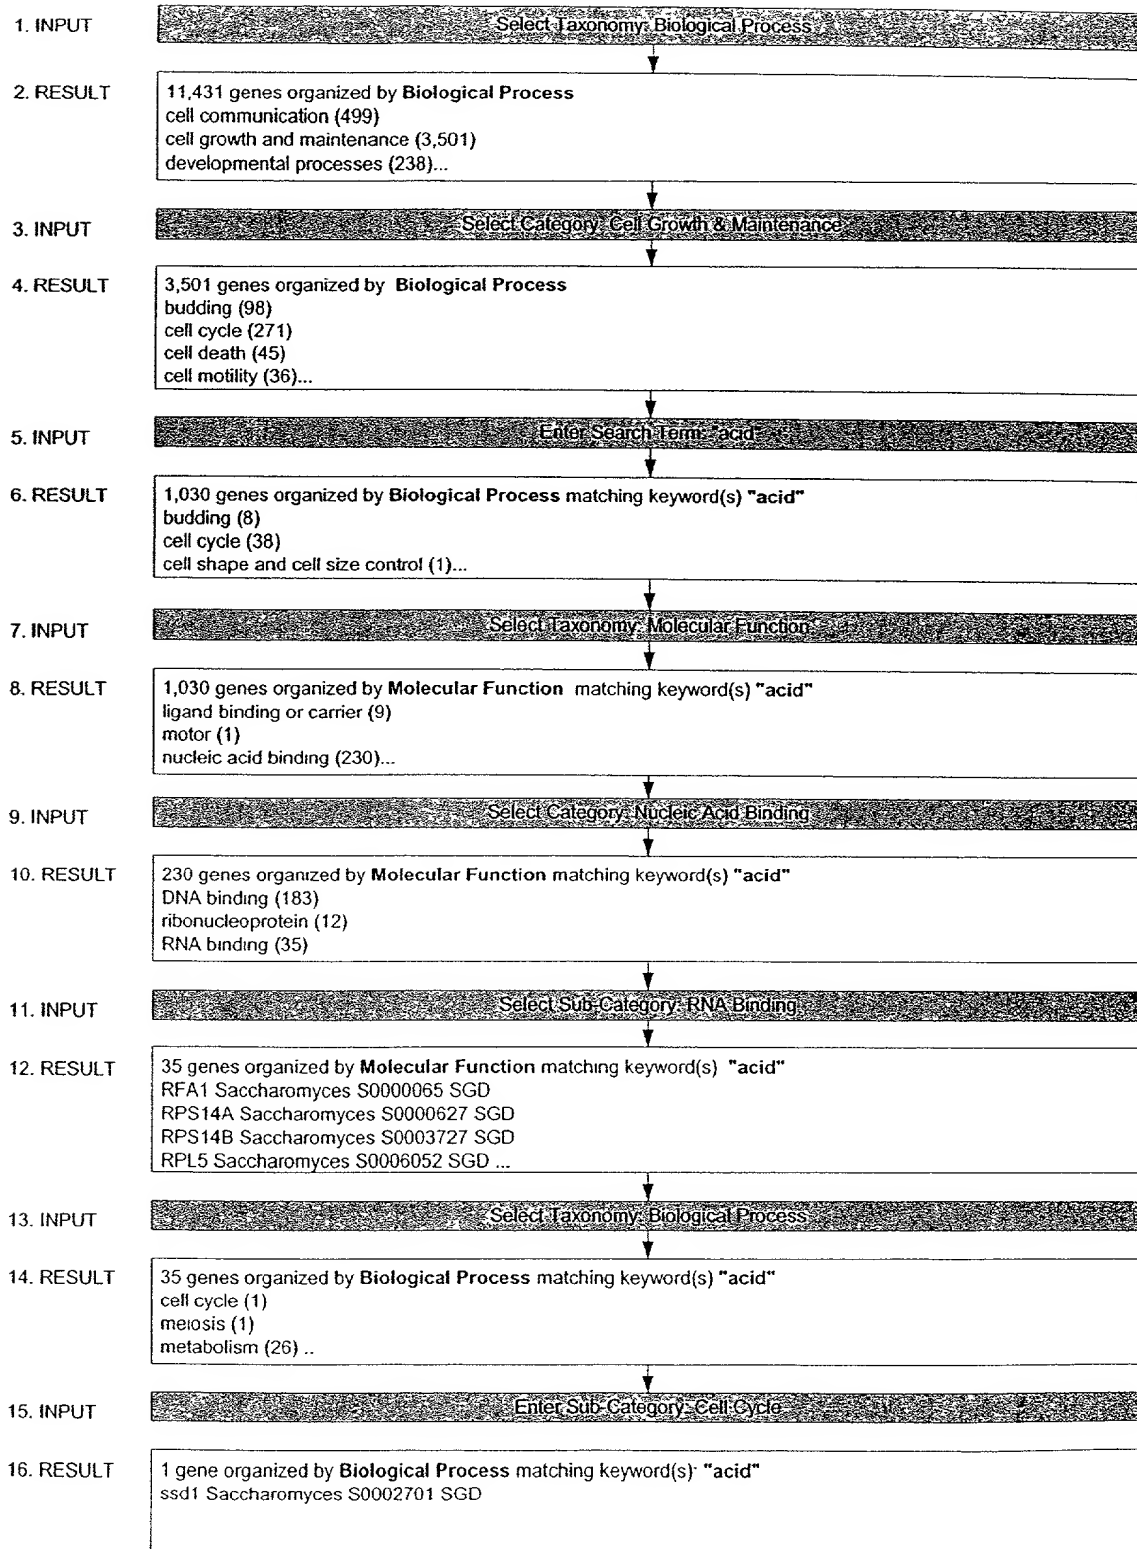 1. INPUT
Select Taxonomy: Biological Process
2. RESULT
11,431 genes organized by Biological Process
cell communication (499)
cell growth and maintenance (3,501)
developmental processes (238)...
3. INPUT
Select Category: Cell Growth & Maintenance
4. RESULT
3,501 genes organized by Biological Process
budding (98)
cell cycle (271)
cell death (45)
cell motility (36)...
5. INPUT
Enter Search Term: "acid"
6. RESULT
1,030 genes organized by Biological Process matching keyword(s) "acid"
budding (8)
cell cycle (38)
cell shape and cell size control (1)...
7. INPUT
Select Taxonomy: Molecular Function
8. RESULT
1,030 genes organized by Molecular Function matching keyword(s) "acid"
ligand binding or carrier (9)
motor (1)
nucleic acid binding (230)...
9. INPUT
Select Category: Nucleic Acid Binding
10. RESULT
230 genes organized by Molecular Function matching keyword(s) "acid"
DNA binding (183)
ribonucleoprotein (12)
RNA binding (35)
11. INPUT
Select Sub-Category: RNA Binding
12. RESULT
35 genes organized by Molecular Function matching keyword(s) "acid"
RFA1 Saccharomyces S0000065 SGD
RPS14A Saccharomyces S0000627 SGD
RPS14B Saccharomyces S0003727 SGD
RPL5 Saccharomyces S0006052 SGD ...
13. INPUT
Select Taxonomy: Biological Process
14. RESULT
35 genes organized by Biological Process matching keyword(s) "acid"
cell cycle (1)
meiosis (1)
metabolism (26) ..
15. INPUT
Enter Sub-Category: Cell Cycle
16. RESULT
1 gene organized by Biological Process matching keyword(s) "acid"
ssd1 Saccharomyces S0002701 SGD